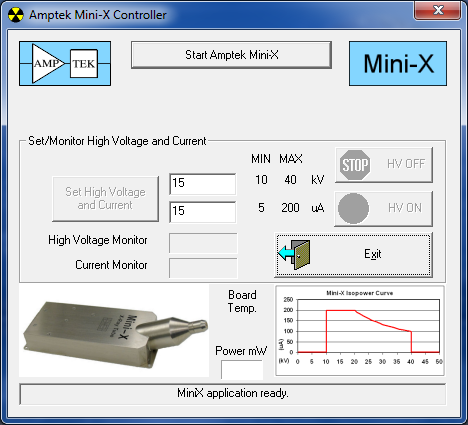 Amptek Mini-X Controller
AMP TEK
Start Amptek Mini-X
Mini-X
Set/Monitor High Voltage and Current
MIN MAX
Set High Voltage
and Current
15
10 40 kV
STOP HV OFF
15
5 200 uA
HV ON
High Voltage Monitor
Current Monitor
Exit
Mini-X
X-Ray Tube
Board
Temp.
Power mW
Mini-X Isopower Curve
250
200
150
100
50
0
(uA)
(kV)
0 5 10 15 20 25 30 35 40 45 50
MiniX application ready.